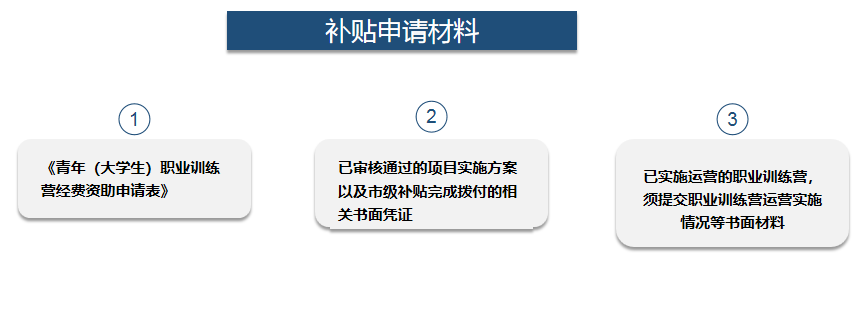 补贴申请材料
1
《青年（大学生）职业训练
营经费资助申请表》
2
已审核通过的项目实施方案
以及市级补贴完成拨付的相
关书面凭证
3
已实施运营的职业训练营，
须提交职业训练营运营实施
情况等书面材料